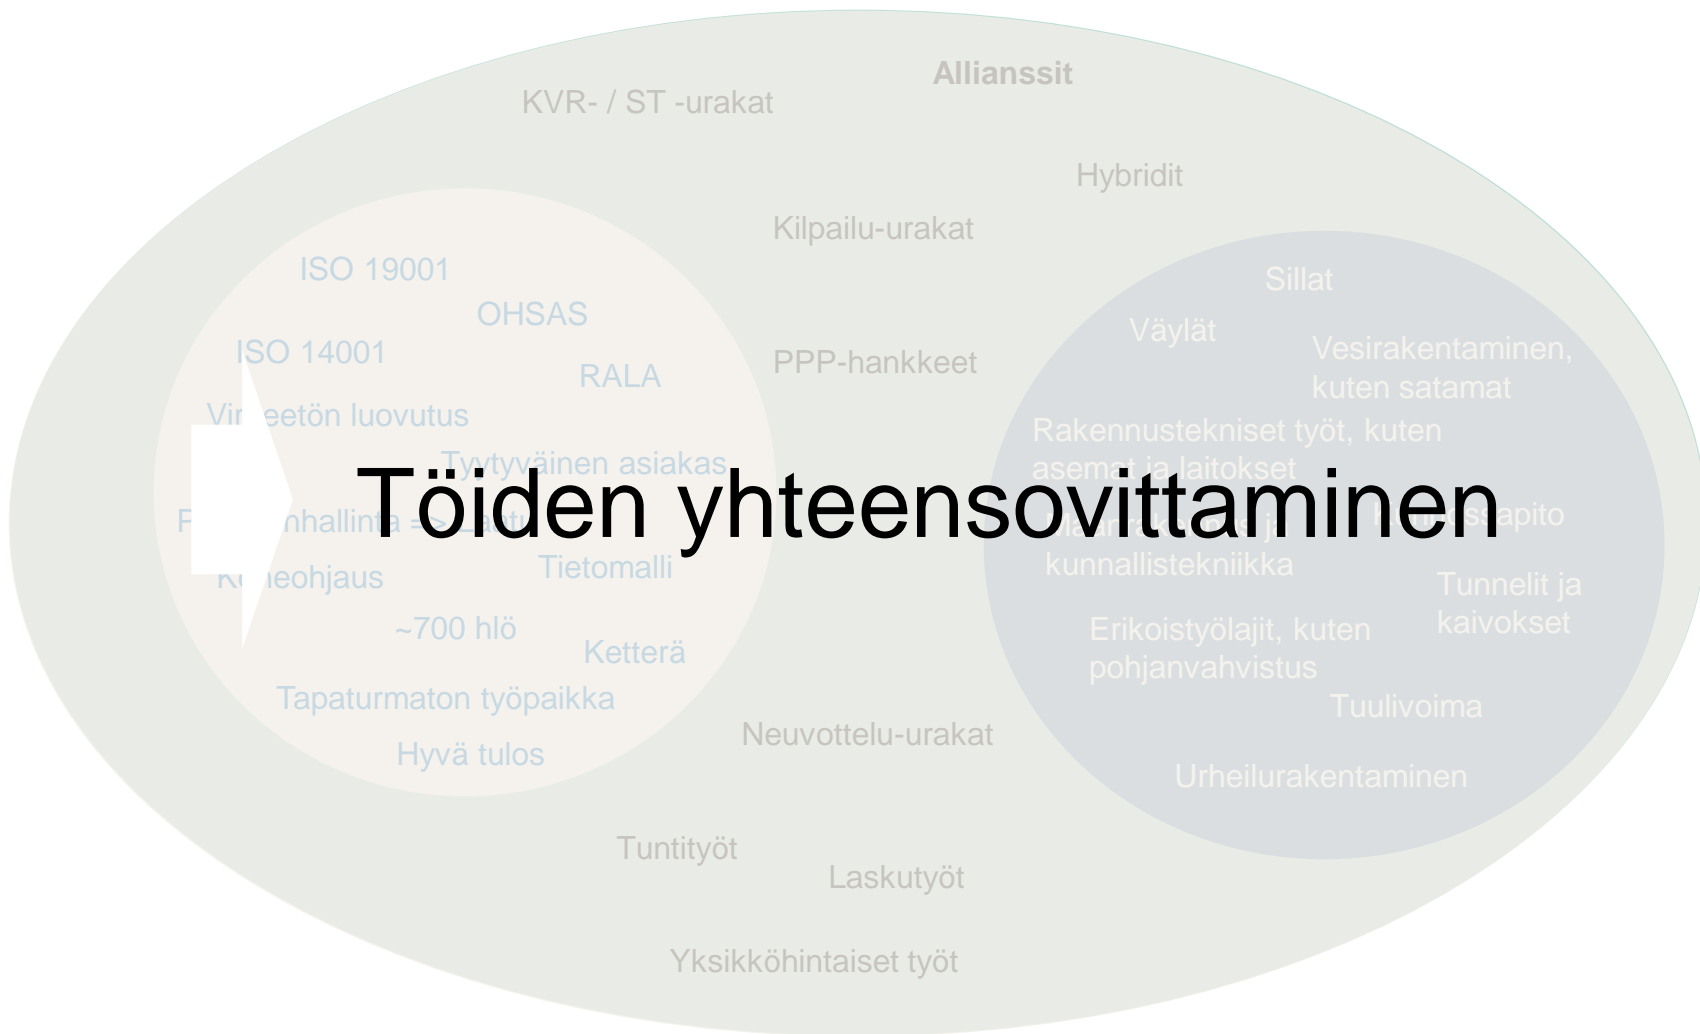 Allianssit
KVR- / ST -urakat
Hybridit
Kilpailu-urakat
PPP-hankkeet
ISO 19001
OHSAS
ISO 14001
RALA
luovutus
Tyytyväinen asiakas
Töiden yhteensovittaminen
Tietomalli
~700 hlö
Ketterä
Tapaturmaton työpaikka
Hyvä tulos
Sillat
Väylät
Vesirakentaminen,
kuten satamat
Rakennustekniset työt, kuten
asemat ja laitokset
kunnallistekniikka
Tunnelit ja
kaivokset
Erikoistyölajit, kuten
pohjanvahvistus
Tuulivoima
Urheilurakentaminen
Neuvottelu-urakat
Tuntityöt
Laskutyöt
Yksikköhintaiset työt